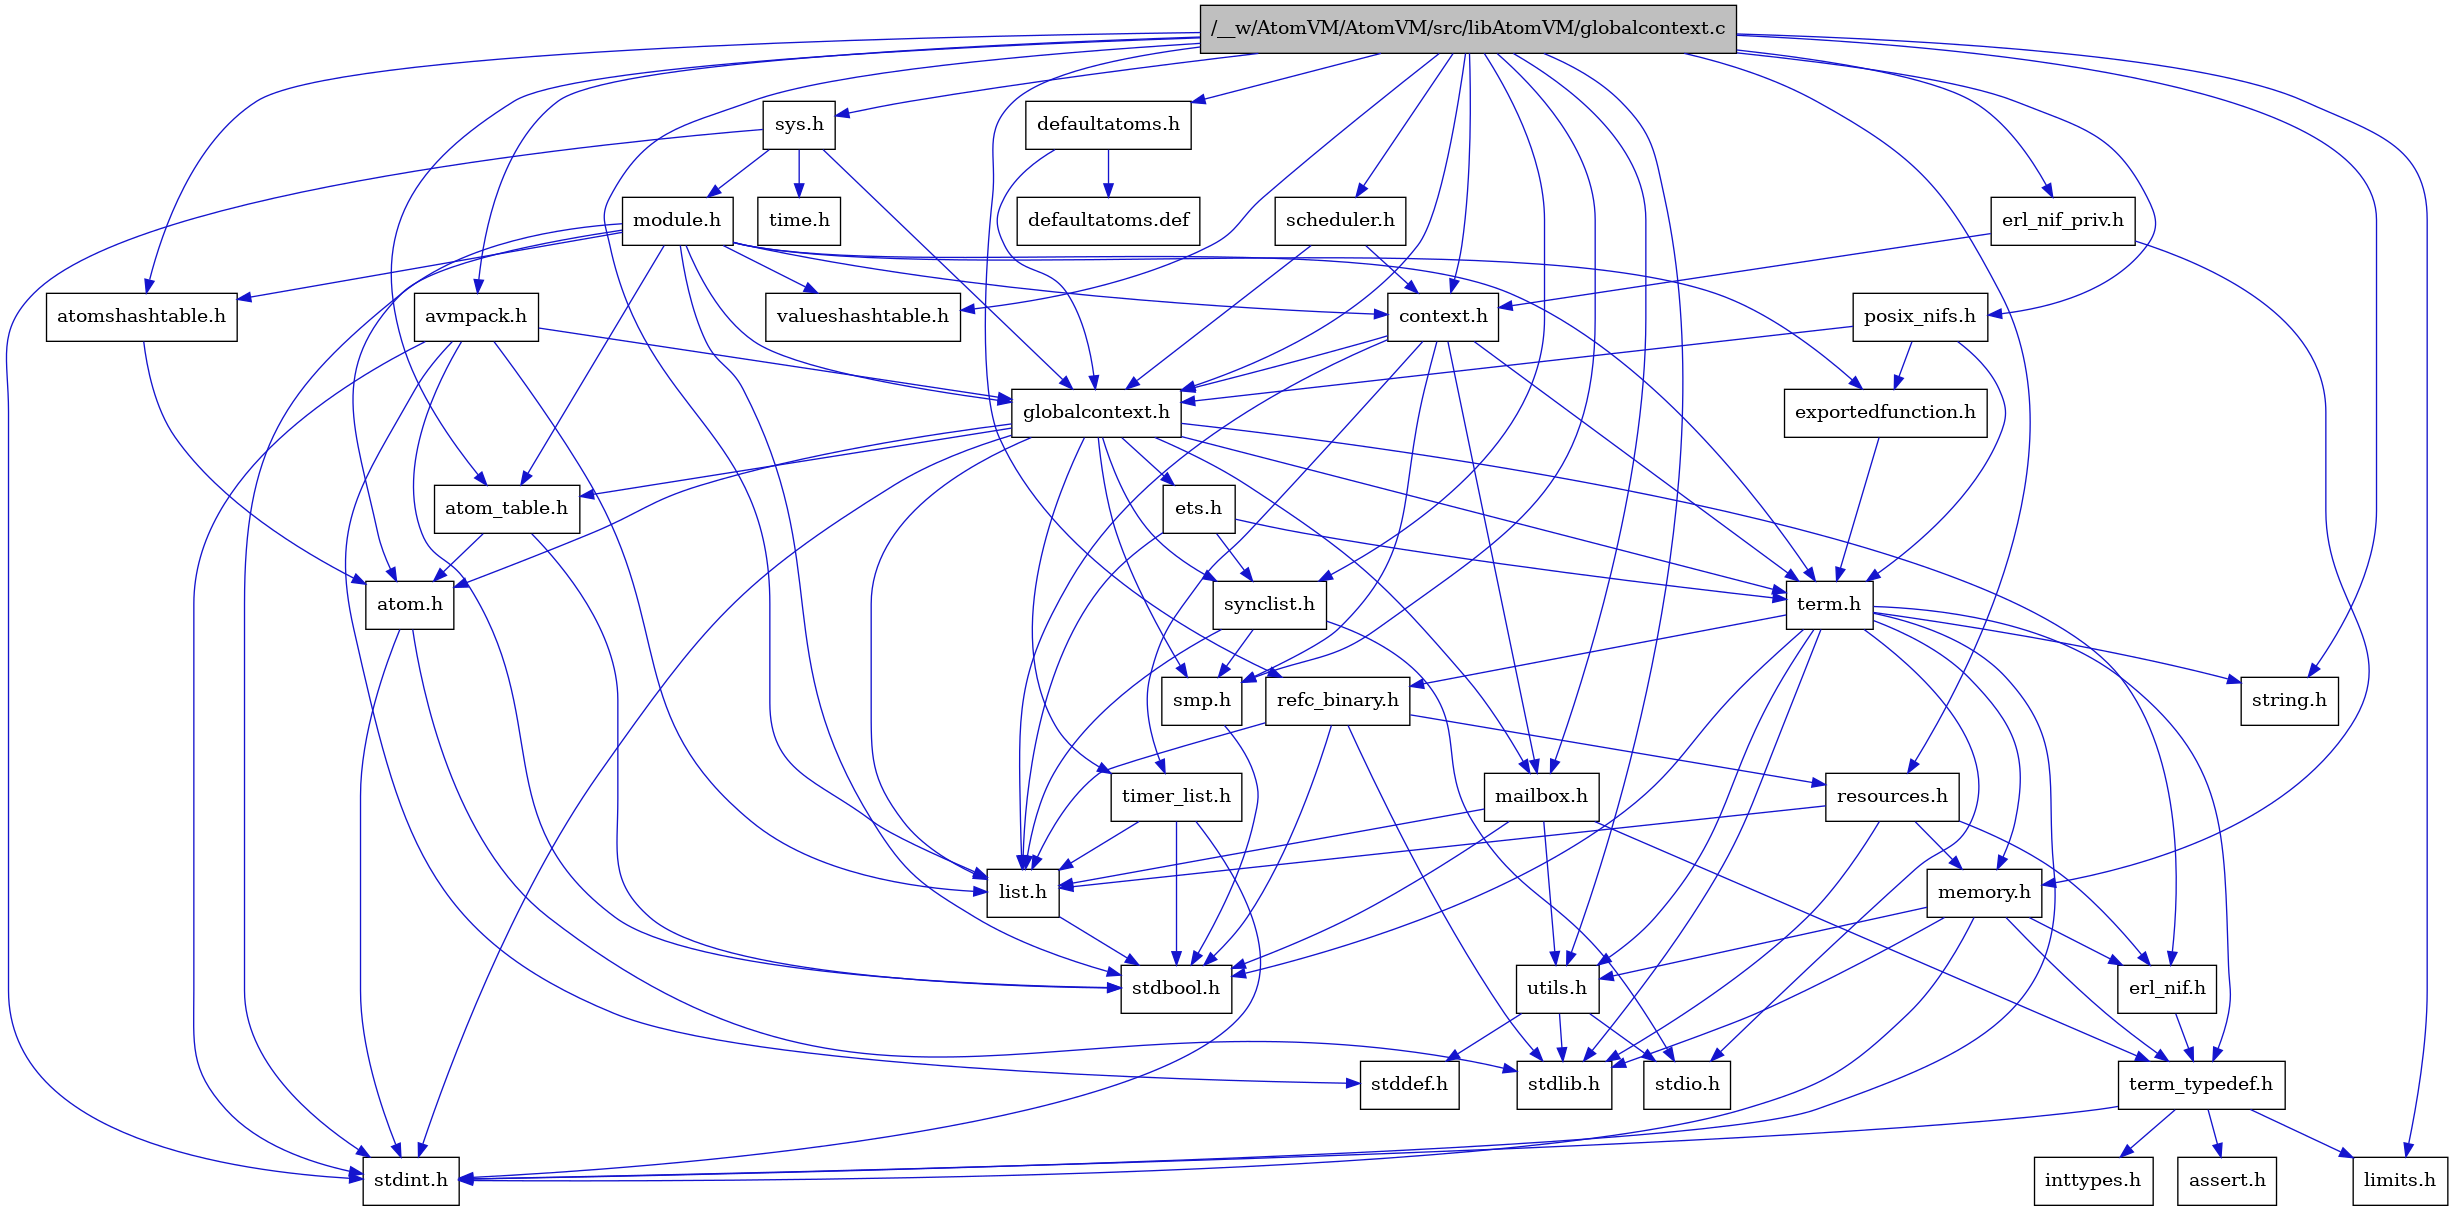 /__w/AtomVM/AtomVM/src/libAtomVM/globalcontext.c
sys.h
defaultatoms.h
module.h
time.h
defaultatoms.def
scheduler.h
erl_nif_priv.h
atomshashtable.h
avmpack.h
valueshashtable.h
context.h
posix_nifs.h
globalcontext.h
exportedfunction.h
atom_table.h
ets.h
atom.h
synclist.h
term.h
smp.h
refc_binary.h
string.h
timer_list.h
mailbox.h
resources.h
list.h
memory.h
stdbool.h
utils.h
erl_nif.h
stddef.h
stdlib.h
stdio.h
term_typedef.h
stdint.h
inttypes.h
assert.h
limits.h